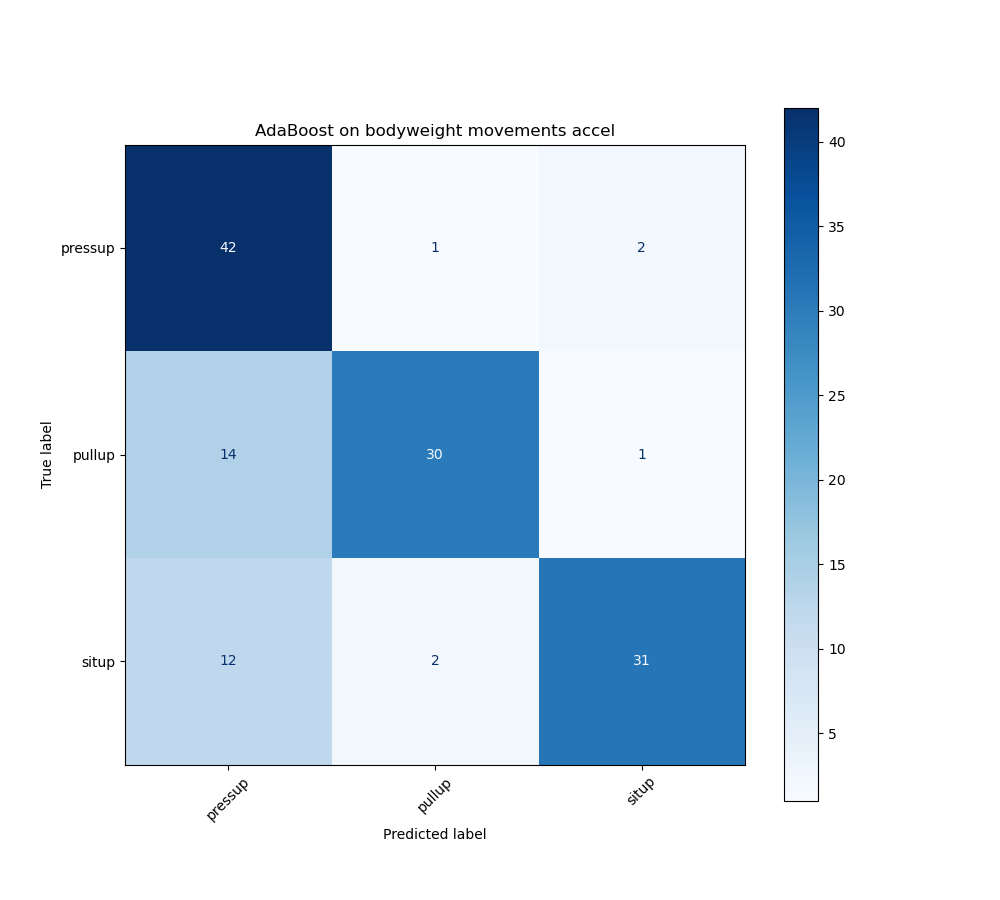 AdaBoost on bodyweight movements accel
pressup
42
1
2
pullup
14
30
1
situp
12
2
31
pressup
pullup
situp
True label
Predicted label
40
35
30
25
20
15
10
5